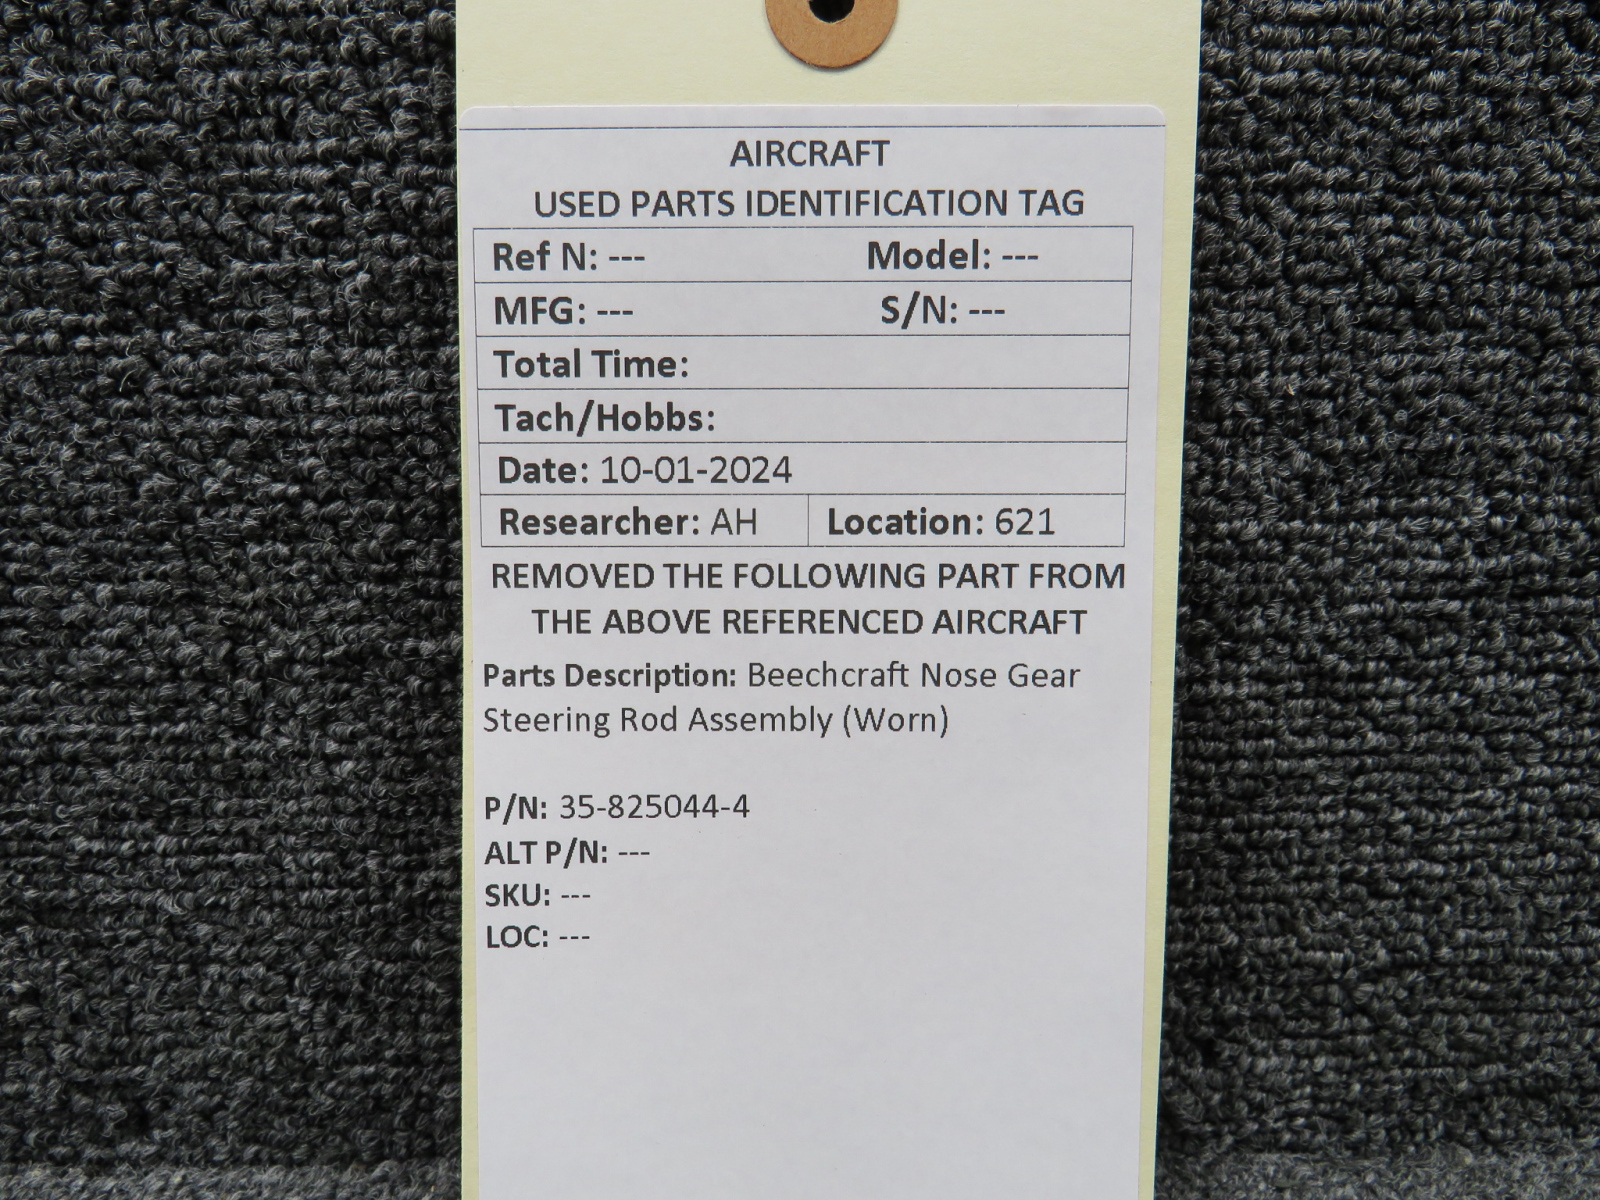 AIRCRAFT
USED PARTS IDENTIFICATION TAG
Ref N: --- Model: ---
MFG: --- S/N: ---
Total Time:
Tach/Hobbs:
Date: 10-01-2024
Researcher: AH Location: 621
REMOVED THE FOLLOWING PART FROM
THE ABOVE REFERENCED AIRCRAFT
Parts Description: Beechcraft Nose Gear
Steering Rod Assembly (Worn)
P/N: 35-825044-4
ALT P/N: ---
SKU: ---
LOC: ---